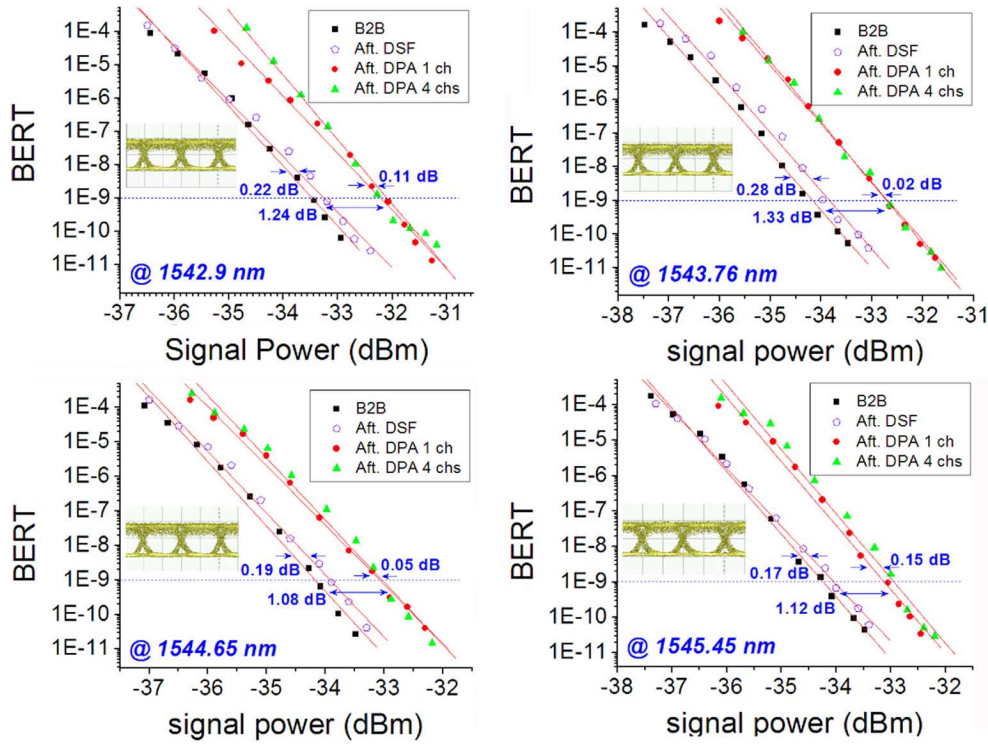 BERT
1E-4
1E-5
1E-6
1E-7
1E-8
1E-9
1E-10
1E-11
B2B
Aft. DSF
Aft. DPA 1 ch
Aft. DPA 4 chs
0.11 dB
0.22 dB
1.24 dB
@ 1542.9 nm
-37 -36 -35 -34 -33 -32 -31
Signal Power (dBm)
BERT
1E-4
1E-5
1E-6
1E-7
1E-8
1E-9
1E-10
1E-11
B2B
Aft. DSF
Aft. DPA 1 ch
Aft. DPA 4 chs
0.02 dB
0.28 dB
1.33 dB
@ 1543.76 nm
-38 -37 -36 -35 -34 -33 -32 -31
signal power (dBm)
BERT
1E-4
1E-5
1E-6
1E-7
1E-8
1E-9
1E-10
1E-11
B2B
Aft. DSF
Aft. DPA 1 ch
Aft. DPA 4 chs
0.05 dB
0.19 dB
1.08 dB
@ 1544.65 nm
-37 -36 -35 -34 -33 -32
signal power (dBm)
BERT
1E-4
1E-5
1E-6
1E-7
1E-8
1E-9
1E-10
1E-11
B2B
Aft. DSF
Aft. DPA 1 ch
Aft. DPA 4 chs
0.15 dB
0.17 dB
1.12 dB
@ 1545.45 nm
-38 -37 -36 -35 -34 -33 -32
signal power (dBm)